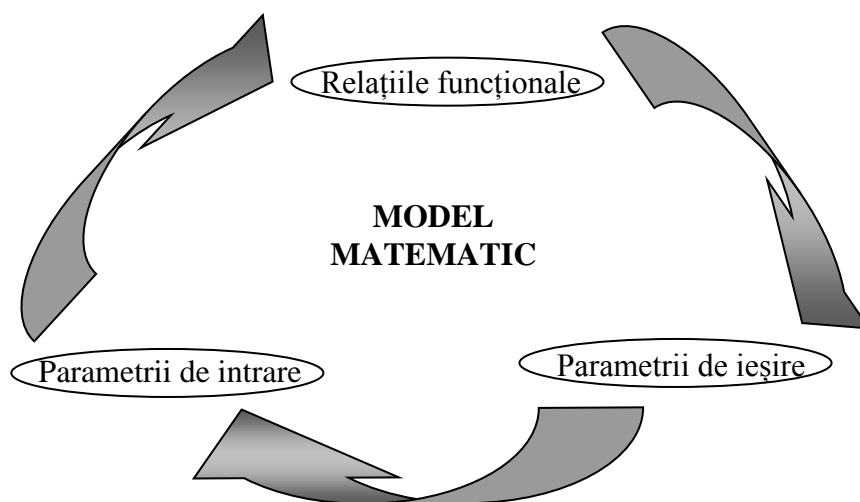 Relațiile funcționale
MODEL
MATEMATIC
Parametrii de intrare
Parametrii de ieșire